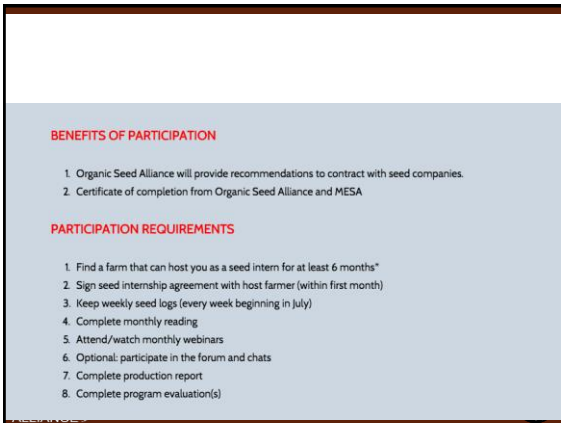 BENEFITS OF PARTICIPATION
1. Organic Seed Alliance will provide recommendations to contract with seed companies.
2. Certificate of completion from Organic Seed Alliance and MESA
PARTICIPATION REQUIREMENTS
1. Find a farm that can host you as a seed intern for at least 6 months*
2. Sign seed internship agreement with host farmer (within first month)
3. Keep weekly seed logs (every week beginning in July)
4. Complete monthly reading
5. Attend/watch monthly webinars
6. Optional: participate in the forum and chats
7. Complete production report
8. Complete program evaluation(s)
ALLIANCE